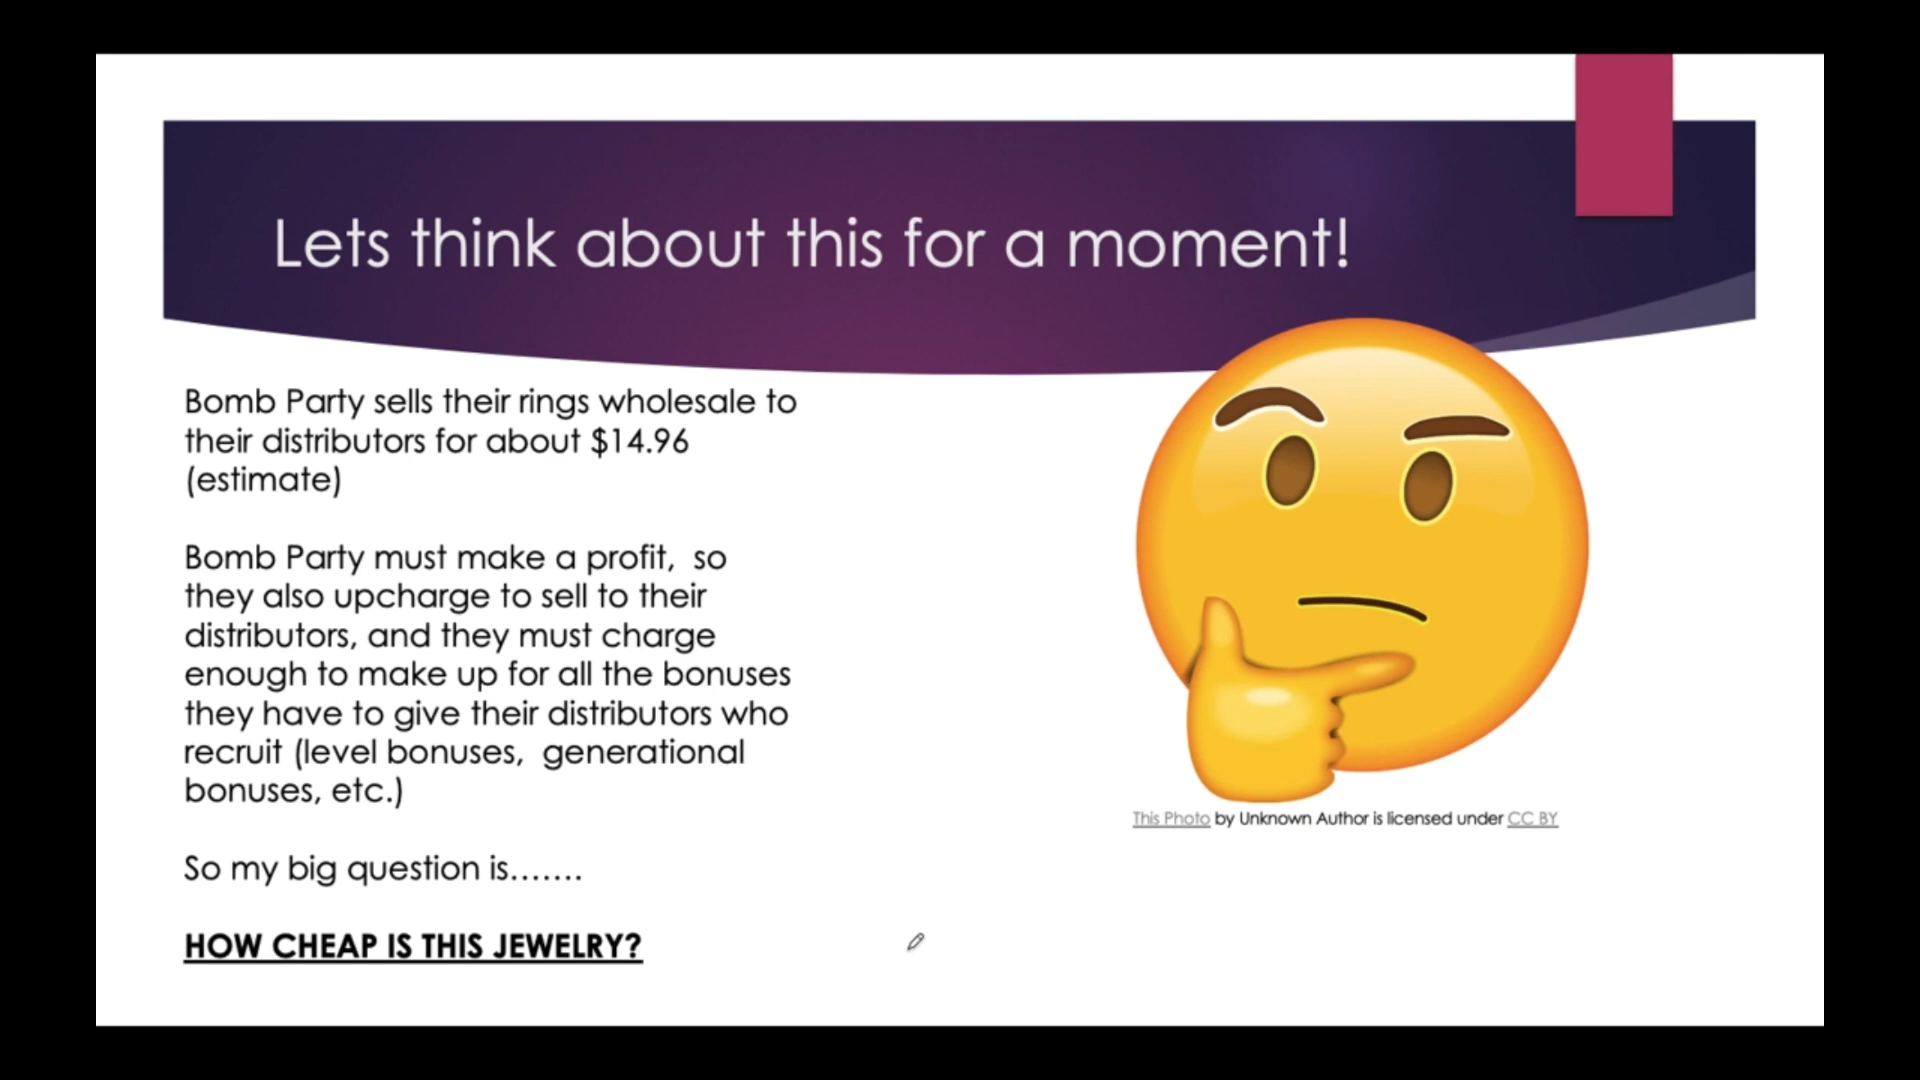 Lets think about this for a moment!
Bomb Party sells their rings wholesale to
their distributors for about $14.96
(estimate)
Bomb Party must make a profit,  so
they also upcharge to sell to their
distributors, and they must charge
enough to make up for all the bonuses
they have to give their distributors who
recruit (level bonuses,  generational
bonuses, etc.)
So my big question is…….
HOW CHEAP IS THIS JEWELRY?
This Photo by Unknown Author is licensed under CC BY